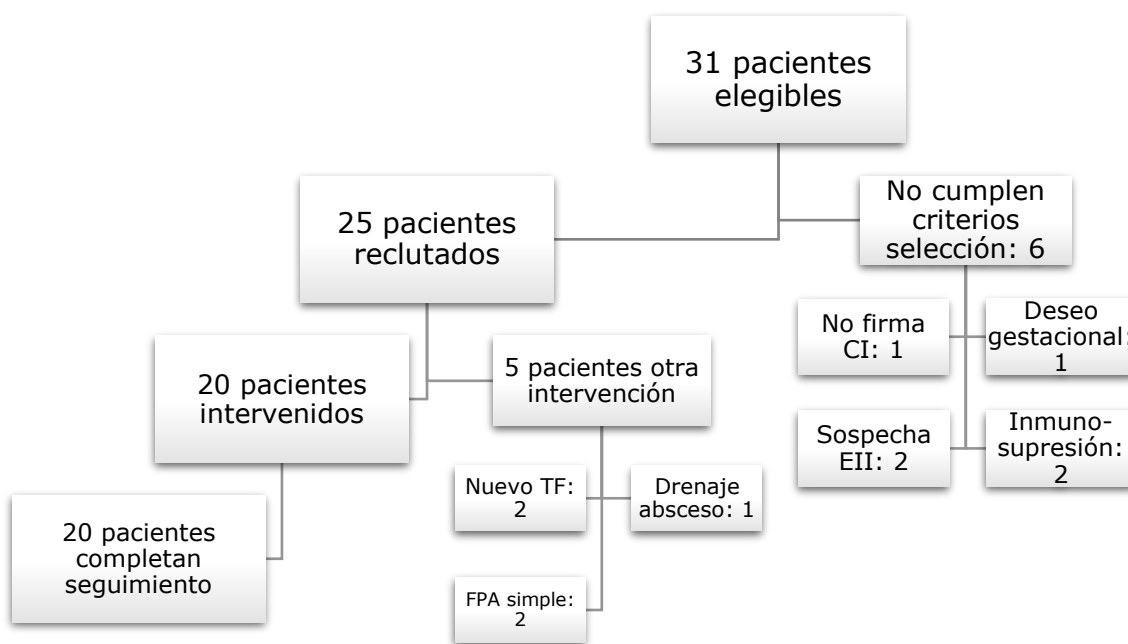 31 pacientes
elegibles
25 pacientes
reclutados
No cumplen
criterios
selección: 6
No firma
CI: 1
Deseo
gestacional:
1
Sospecha
EII: 2
Inmuno-
supresión:
2
20 pacientes
intervenidos
5 pacientes otra
intervención
Nuevo TF:
2
Drenaje
absceso: 1
FPA simple:
2
20 pacientes
completan
seguimiento